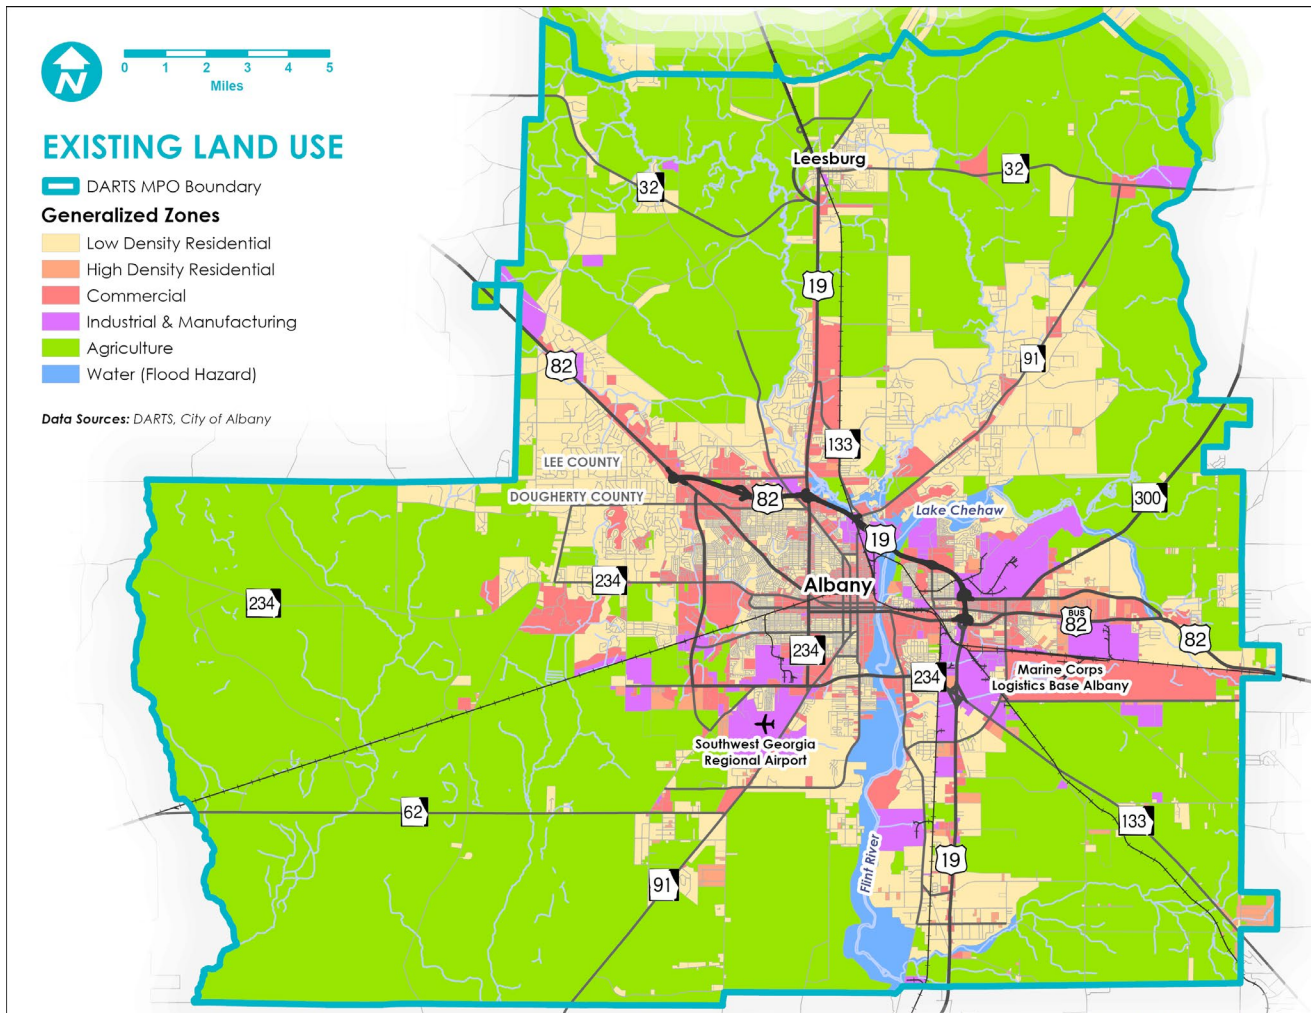 N
0 1 2 3 4 5
Miles
EXISTING LAND USE
DARTS MPO Boundary
Generalized Zones
Low Density Residential
High Density Residential
Commercial
Industrial & Manufacturing
Agriculture
Water (Flood Hazard)
Data Sources: DARTS, City of Albany
Leesburg
32
32
19
82
91
133
LEE COUNTY
DOUGHERTY COUNTY
82
300
Lake Chehaw
19
234
234
Albany
BUS
82
82
234
234
Marine Corps
Logistics Base Albany
Southwest Georgia
Regional Airport
62
133
Flint River
19
91